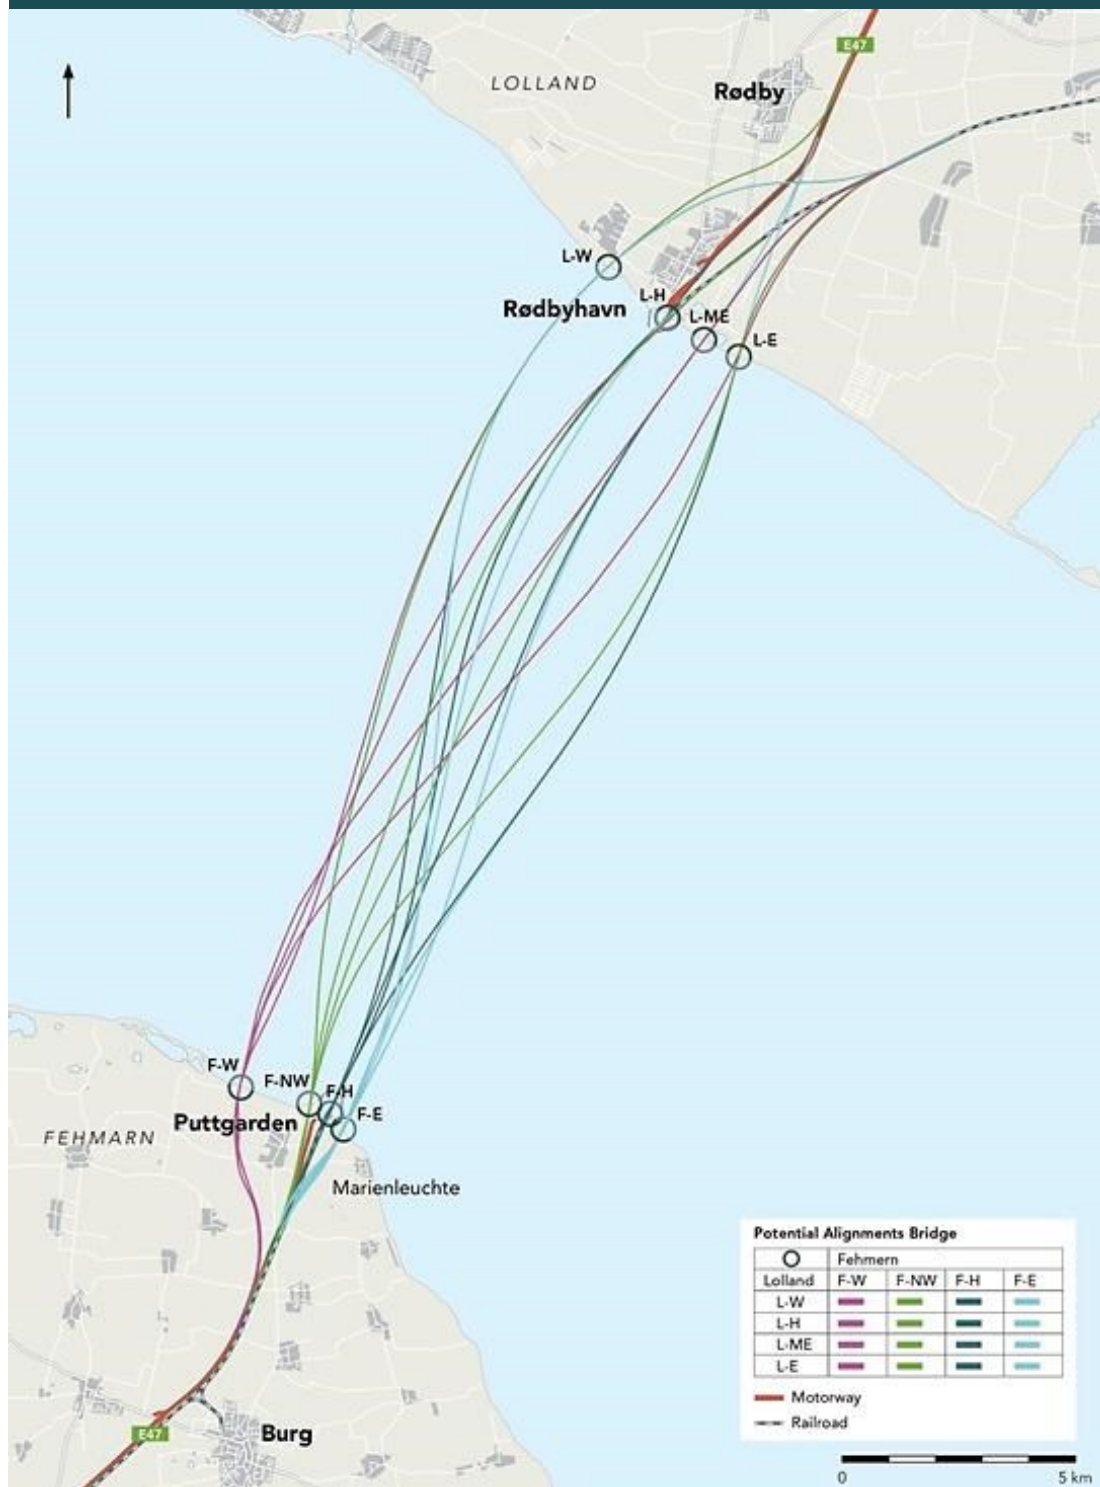 E47
LOLLAND
Rødby
L-W
L-H
Rødbyhavn
L-ME
L-E
F-W
F-NW
F-H
F-E
Puttgarden
FEHMARN
Marienleuchte
Potential Alignments Bridge
Fehmern
Lolland F-W F-NW F-H F-E
L-W
L-H
L-ME
L-E
Motorway
Railroad
E47
Burg
0 5 km